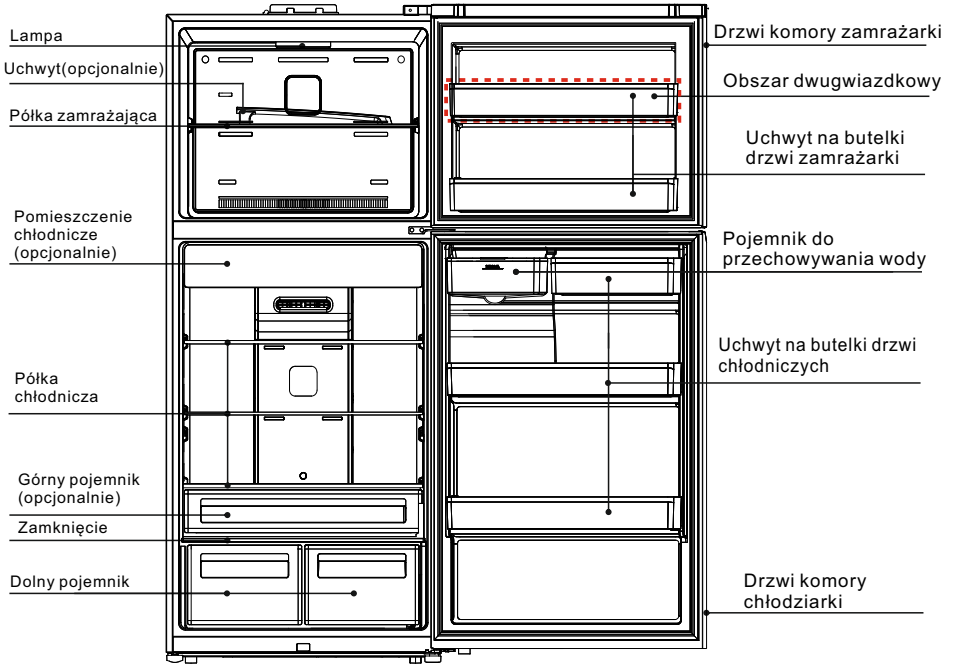 Lampa
Uchwyt(opcjonalnie)
Półka zamrażająca
Pomieszczenie
chłodnicze
(opcjonalnie)
Półka
chłodnicza
Górny pojemnik
(opcjonalnie)
Zamknięcie
Dolny pojemnik
Drzwi komory zamrażarki
Obszar dwugwiazdkowy
Uchwyt na butelki
drzwi zamrażarki
Pojemnik do
przechowywania wody
Uchwyt na butelki drzwi
chłodniczych
Drzwi komory
chłodziarki